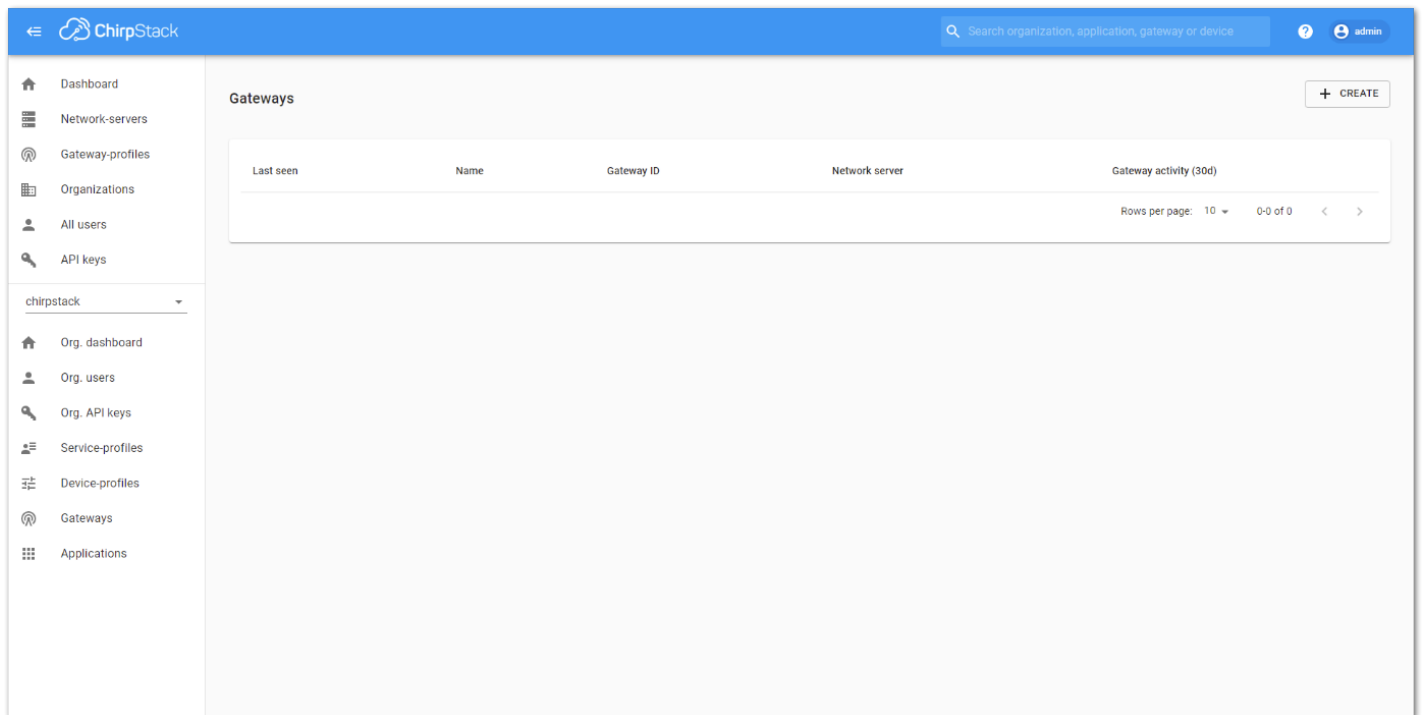 ChirpStack
Search organization, application, gateway or device
? admin
Dashboard
Network-servers
Gateway-profiles
Organizations
All users
API keys
chirpstack
Org. dashboard
Org. users
Org. API keys
Service-profiles
Device-profiles
Gateways
Applications
Gateways
+ CREATE
Last seen Name Gateway ID Network server Gateway activity (30d)
Rows per page: 10 0-0 of 0 < >